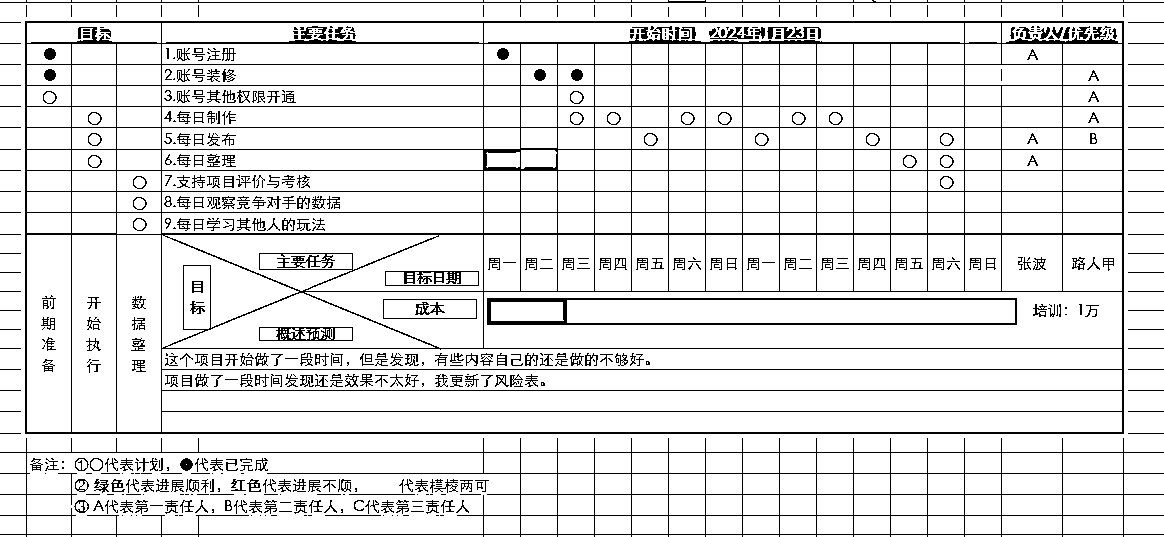 目标 主要任务 开始时间 2024年1月23日 负责人/优先级
● 1.账号注册 ● A
● 2.账号装修 ● ● A
○ 3.账号其他权限开通 ○ A
○ 4.每日制作 ○ ○ ○ ○ ○ ○ A
○ 5.每日发布 ○ ○ ○ ○ A B
○ 6.每日整理 ○ ○ A
○ 7.支持项目评价与考核 ○
○ 8.每日观察竞争对手的数据
○ 9.每日学习其他人的玩法
前期准备
开始执行
数据整理
目标
主要任务
目标日期
成本
概述预测
周一 周二 周三 周四 周五 周六 周日 周一 周二 周三 周四 周五 周六 周日 张波 路人甲
培训：1万
这个项目开始做了一段时间，但是发现，有些内容自己的还是做的不够好。
项目做了一段时间发现还是效果不太好，我更新了风险表。
备注：①○代表计划，●代表已完成
② 绿色代表进展顺利，红色代表进展不顺， 代表模棱两可
③ A代表第一责任人，B代表第二责任人，C代表第三责任人